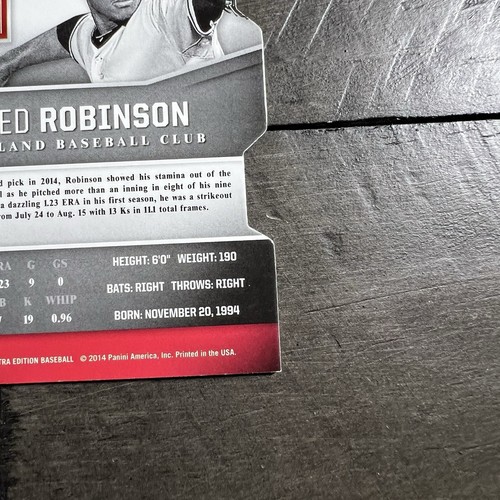 ED ROBINSON
LAND BASEBALL CLUB
d pick in 2014, Robinson showed his stamina out of the
l as he pitched more than an inning in eight of his nine
a dazzling 1.23 ERA in his first season, he was a strikeout
rom July 24 to Aug. 15 with 13 Ks in 11.1 total frames.
RA G GS
23 9 0
B K WHIP
19 0.96
HEIGHT: 6'0" WEIGHT: 190
BATS: RIGHT THROWS: RIGHT
BORN: NOVEMBER 20, 1994
TRA EDITION BASEBALL © 2014 Panini America, Inc. Printed in the USA.